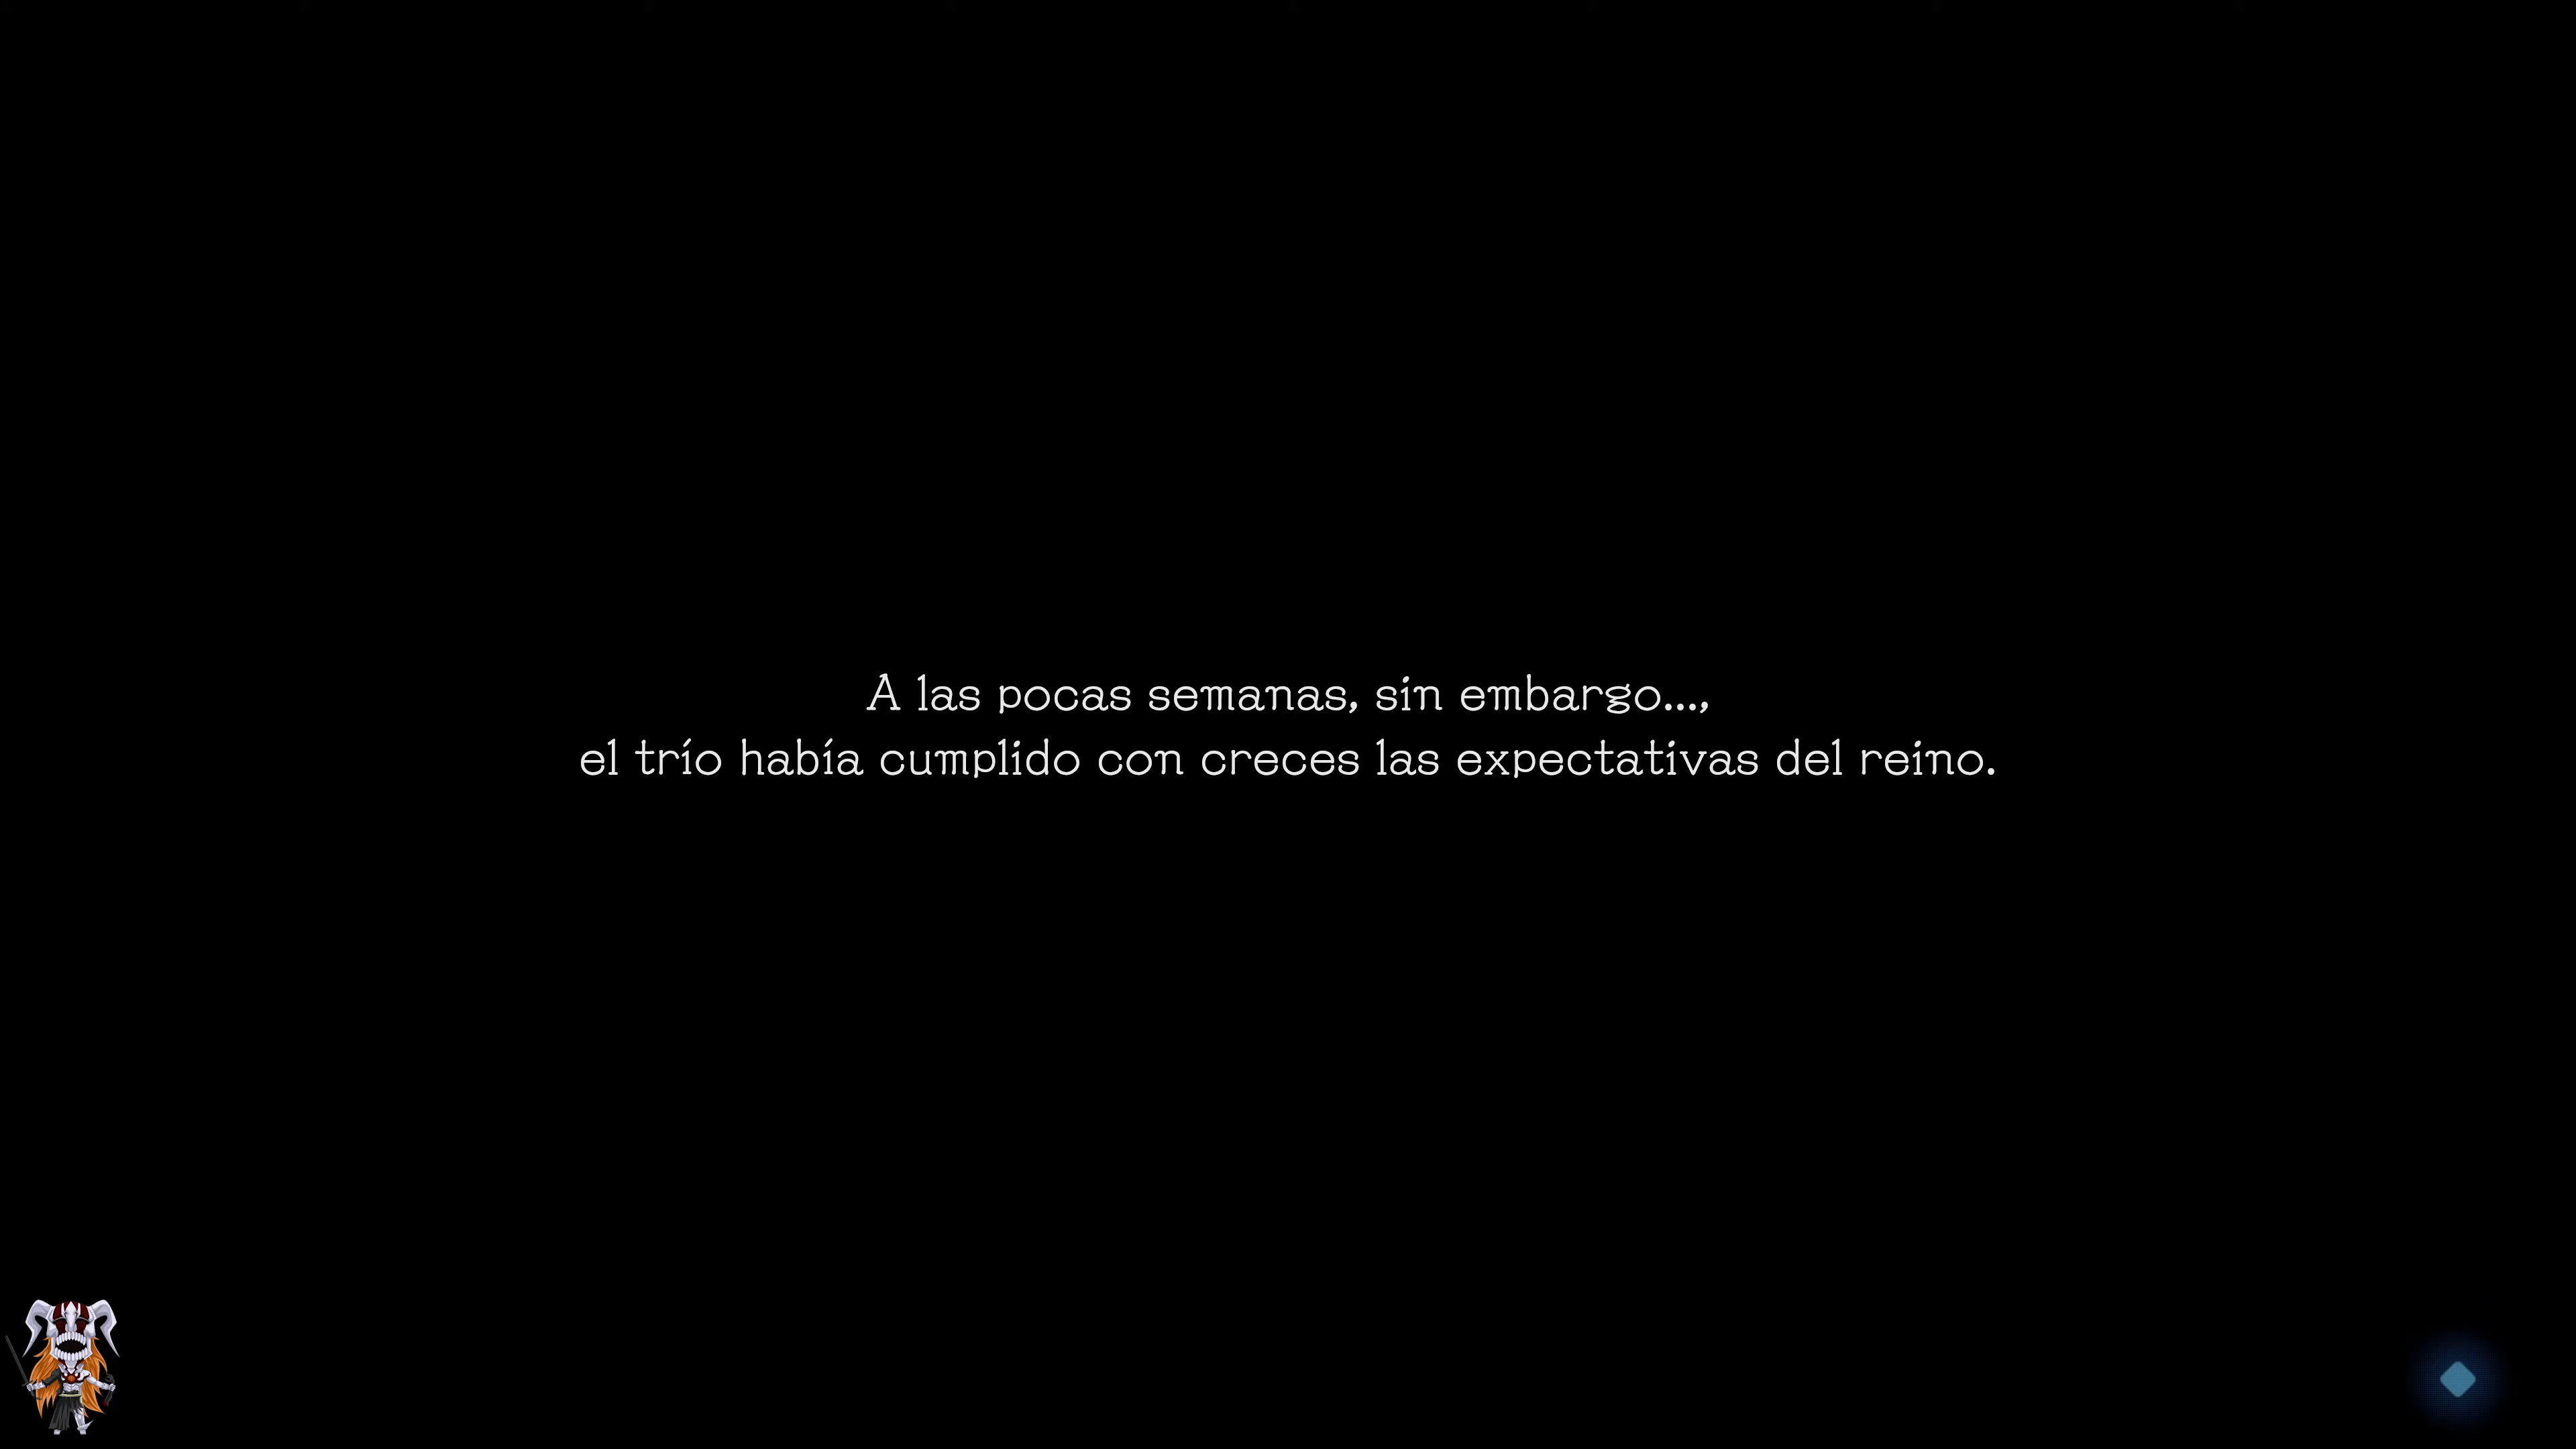 A las pocas semanas, sin embargo...,
el trío había cumplido con creces las expectativas del reino.